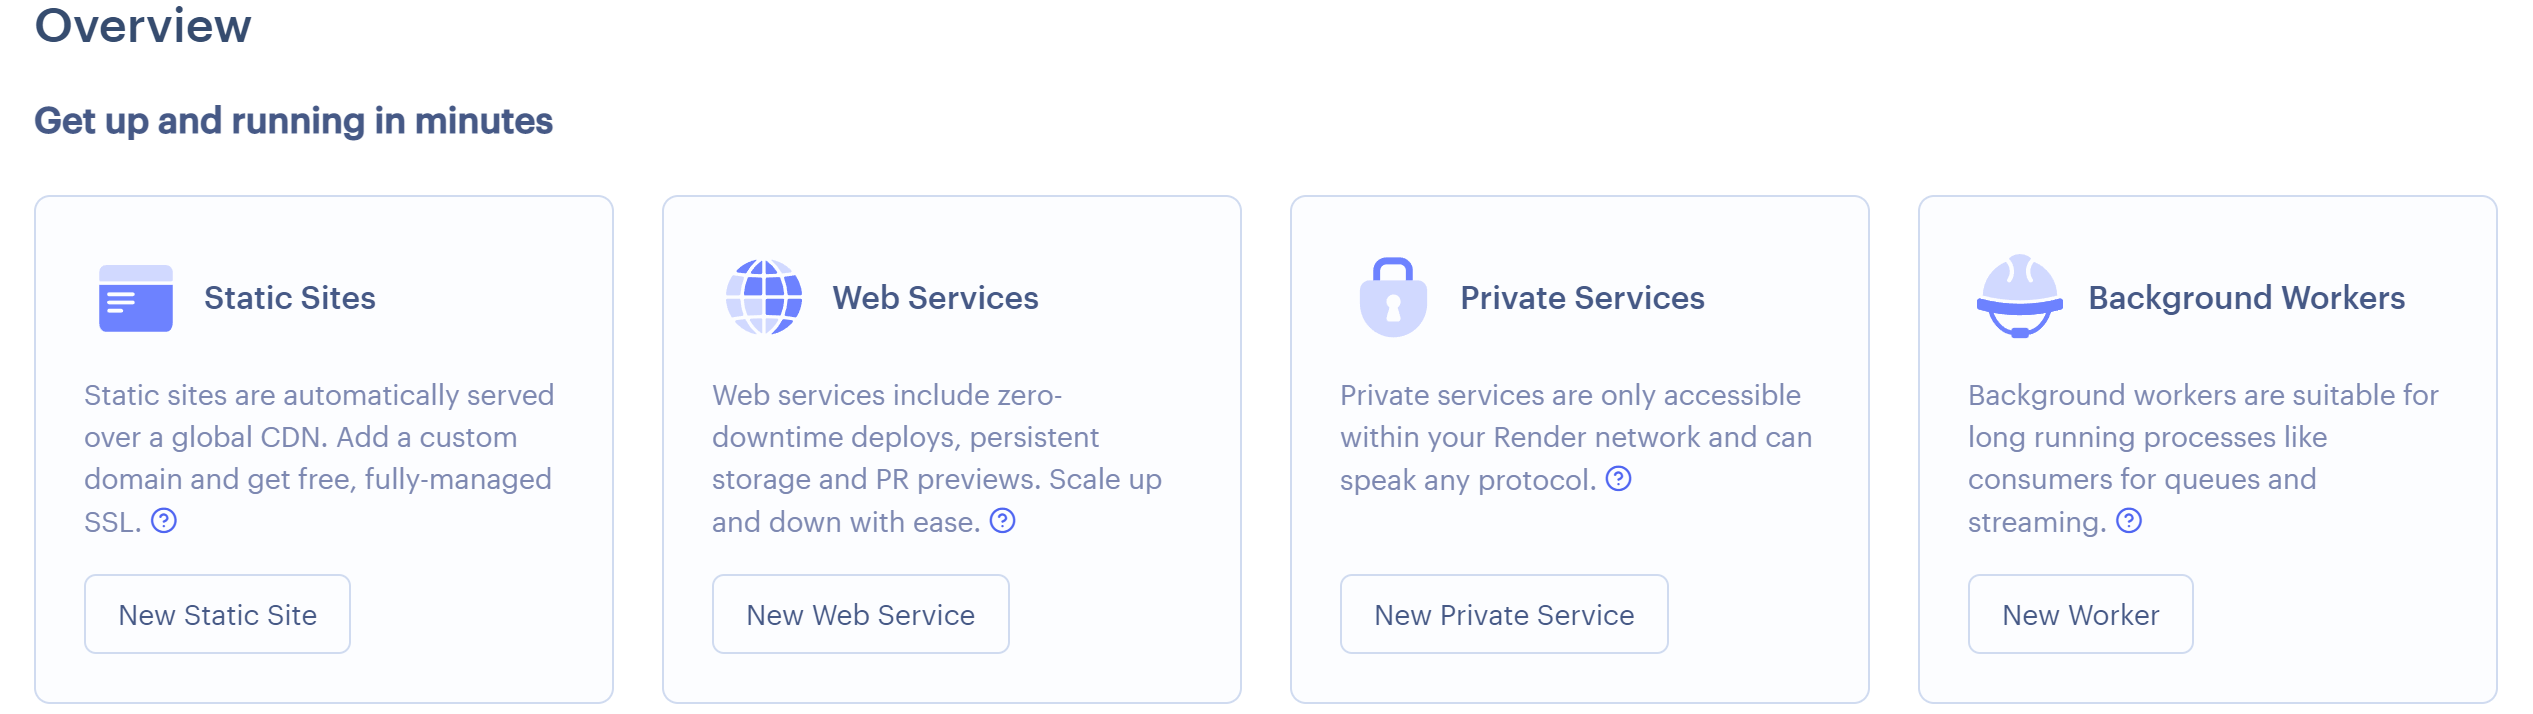 Overview
Get up and running in minutes
Static Sites
Static sites are automatically served
over a global CDN. Add a custom
domain and get free, fully-managed
SSL. ?
New Static Site
Web Services
Web services include zero-
downtime deploys, persistent
storage and PR previews. Scale up
and down with ease. ?
New Web Service
Private Services
Private services are only accessible
within your Render network and can
speak any protocol. ?
New Private Service
Background Workers
Background workers are suitable for
long running processes like
consumers for queues and
streaming. ?
New Worker